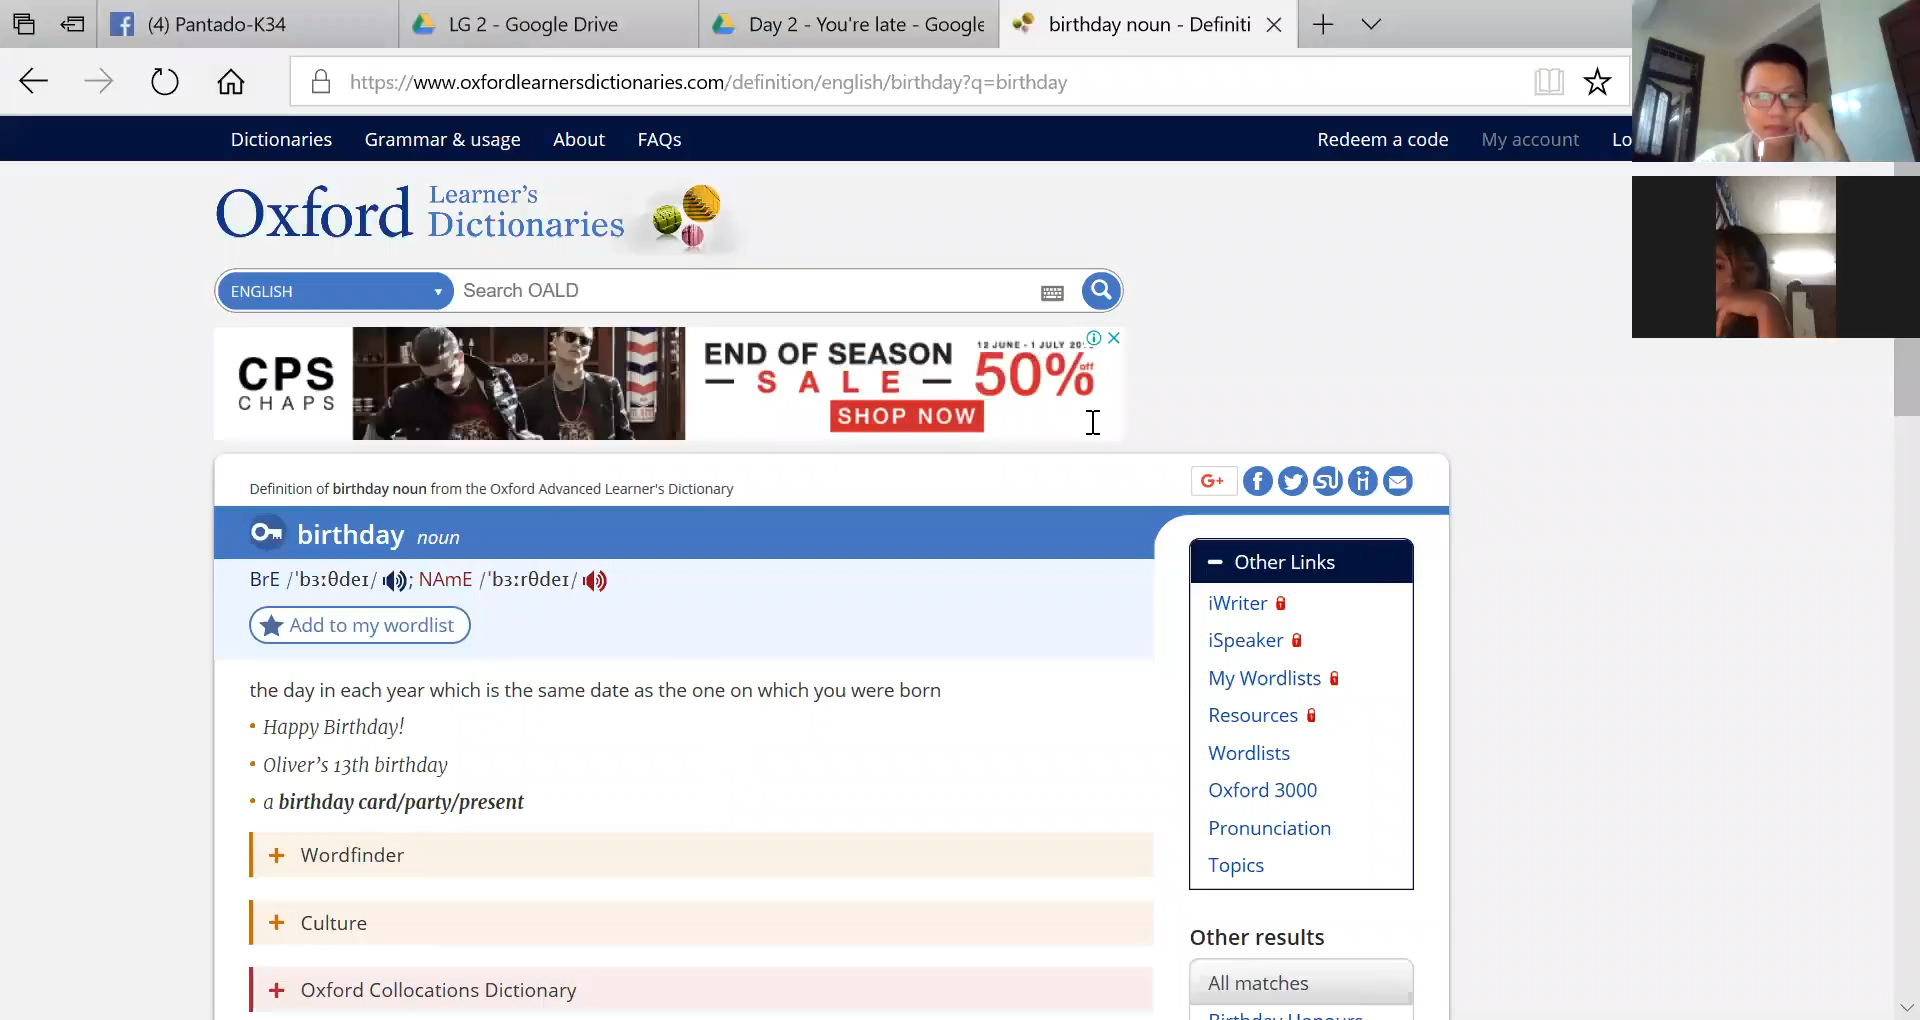 (4) Pantado-K34
LG 2 - Google Drive
Day 2 - You're late - Google
birthday noun - Definiti
https://www.oxfordlearnersdictionaries.com/definition/english/birthday?q=birthday
Dictionaries Grammar & usage About FAQs Redeem a code My account Lo
Oxford Learner's Dictionaries
ENGLISH Search OALD
CPS CHAPS
END OF SEASON
SALE
12 JUNE - 1 JULY
50% off
SHOP NOW
Definition of birthday noun from the Oxford Advanced Learner's Dictionary
G+
birthday noun
BrE /ˈbɜːθdeɪ/ ; NAmE /ˈbɜːrθdeɪ/
Add to my wordlist
the day in each year which is the same date as the one on which you were born
• Happy Birthday!
• Oliver’s 13th birthday
• a birthday card/party/present
+ Wordfinder
+ Culture
+ Oxford Collocations Dictionary
Other Links
iWriter
iSpeaker
My Wordlists
Resources
Wordlists
Oxford 3000
Pronunciation
Topics
Other results
All matches
Birthday Honours